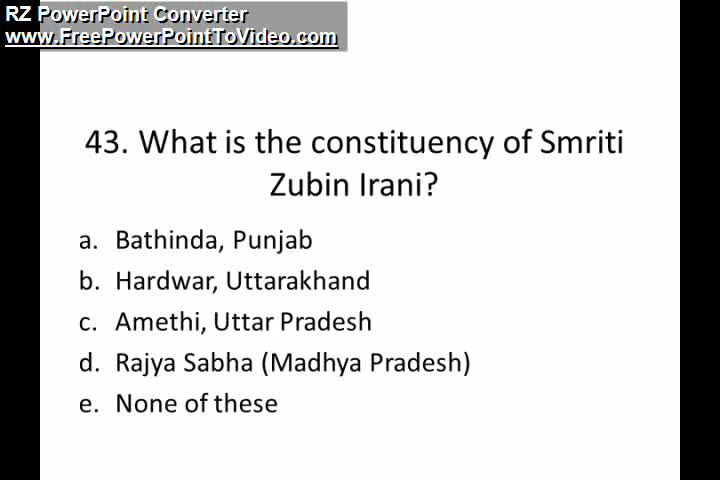 RZ PowerPoint Converter
www.FreePowerPointToVideo.com
43. What is the constituency of Smriti
Zubin Irani?
a. Bathinda, Punjab
b. Hardwar, Uttarakhand
c. Amethi, Uttar Pradesh
d. Rajya Sabha (Madhya Pradesh)
e. None of these